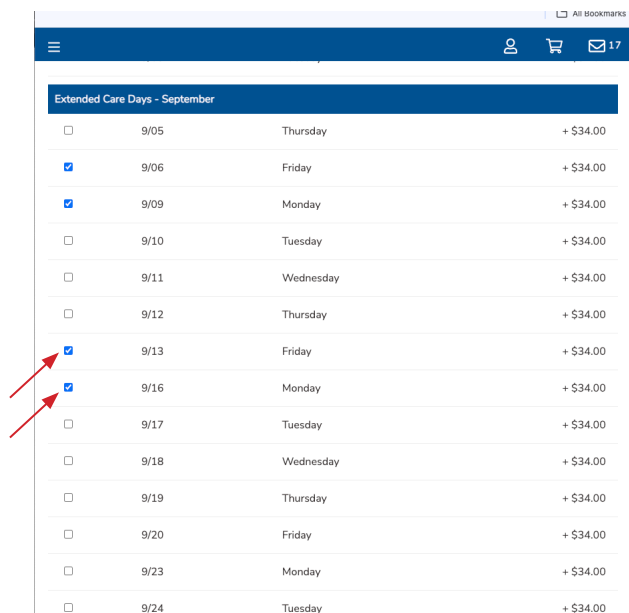 All Bookmarks
17
Extended Care Days - September
9/05 Thursday + $34.00
9/06 Friday + $34.00
9/09 Monday + $34.00
9/10 Tuesday + $34.00
9/11 Wednesday + $34.00
9/12 Thursday + $34.00
9/13 Friday + $34.00
9/16 Monday + $34.00
9/17 Tuesday + $34.00
9/18 Wednesday + $34.00
9/19 Thursday + $34.00
9/20 Friday + $34.00
9/23 Monday + $34.00
9/24 Tuesday + $34.00